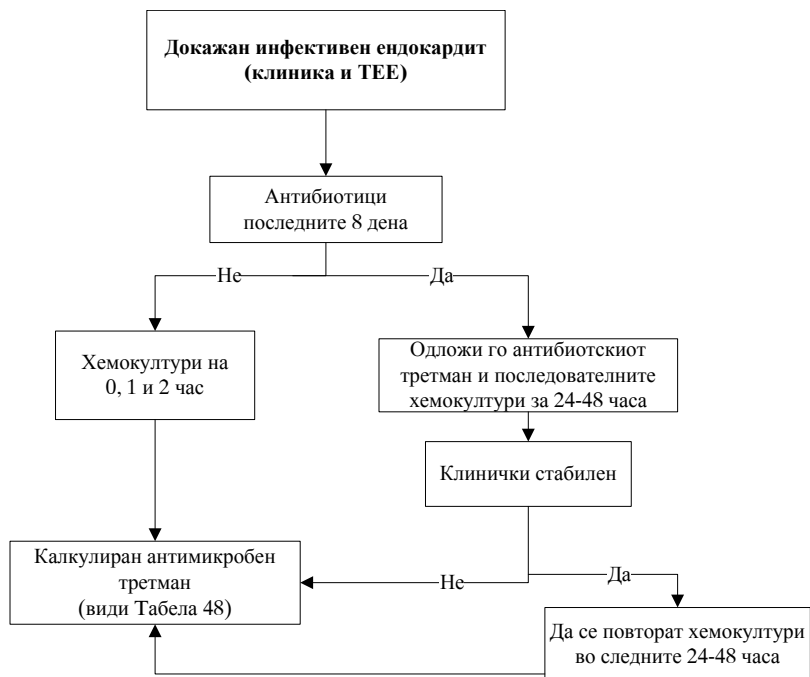 Докажан инфективен ендокардит
(клиника и ТЕЕ)
Антибиотици
последните 8 дена
Не
Да
Хемокултури на
0, 1 и 2 час
Одложи го антибиотскиот
третман и последователните
хемокултури за 24-48 часа
Клинички стабилен
Калкулиран антимикробен
третман
(види Табела 48)
Не
Да
Да се повторат хемокултури
во следните 24-48 часа